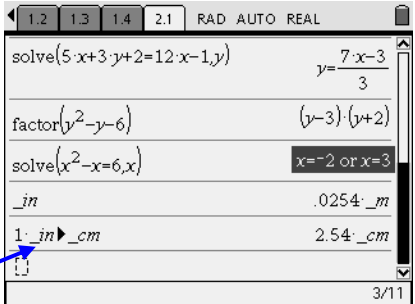 1.2 1.3 1.4 2.1 RAD AUTO REAL
solve(5·x+3·y+2=12·x−1,y) y=(7·x−3)/3
factor(y²−y−6) (y−3)·(y+2)
solve(x²−x=6,x) x=⁻2 or x=3
_in .0254·_m
1·_in▶_cm 2.54·_cm
3/11